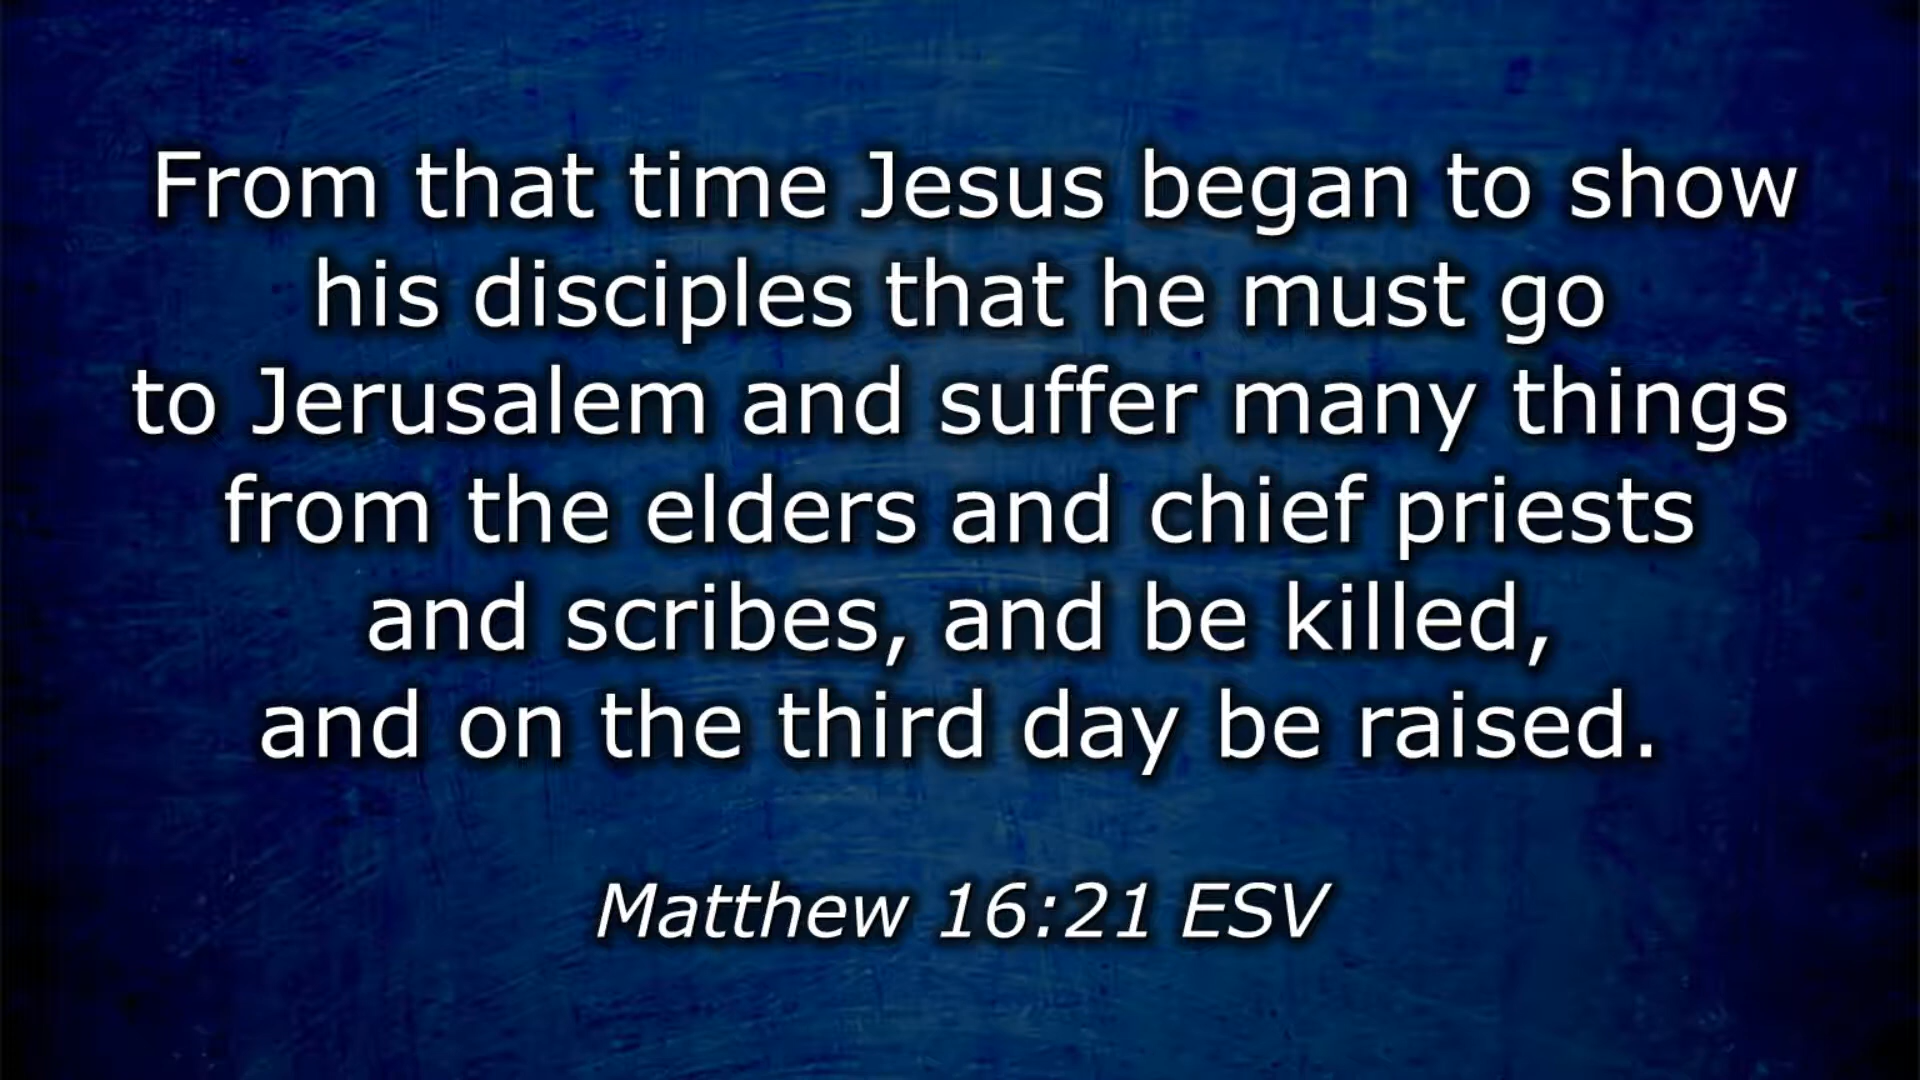 From that time Jesus began to show
his disciples that he must go
to Jerusalem and suffer many things
from the elders and chief priests
and scribes, and be killed,
and on the third day be raised.
Matthew 16:21 ESV